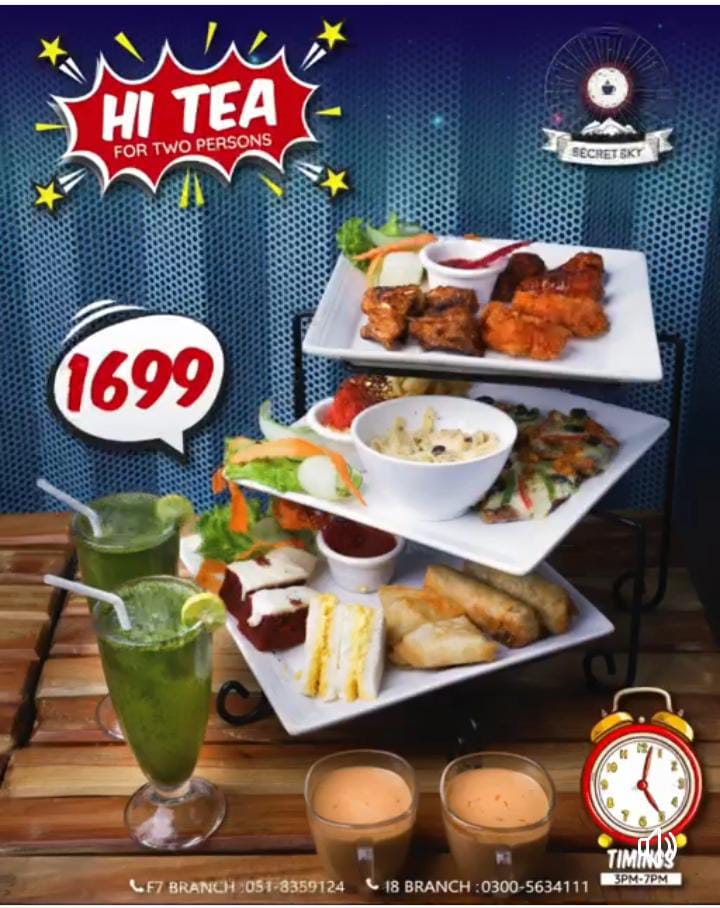 HI TEA
FOR TWO PERSONS
SECRET SKY
1699
TIMINGS
3PM-7PM
F7 BRANCH :051-8359124
I8 BRANCH :0300-5634111